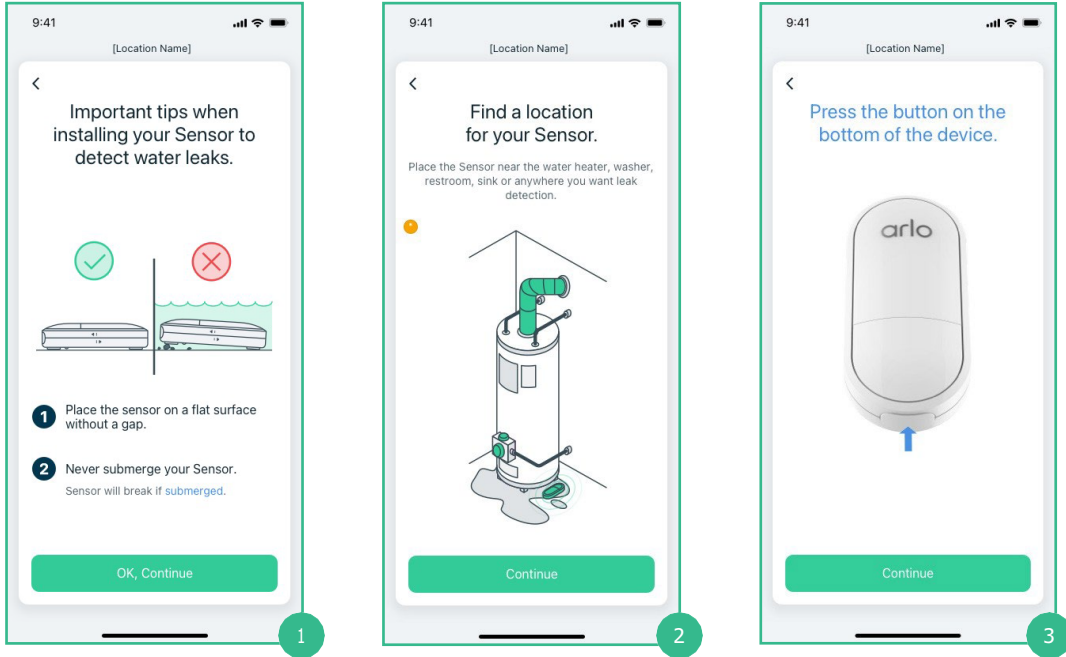 9:41
[Location Name]
Important tips when
installing your Sensor to
detect water leaks.
1 Place the sensor on a flat surface
without a gap.
2 Never submerge your Sensor.
Sensor will break if submerged.
OK, Continue
1
9:41
[Location Name]
Find a location
for your Sensor.
Place the Sensor near the water heater, washer,
restroom, sink or anywhere you want leak
detection.
Continue
2
9:41
[Location Name]
Press the button on the
bottom of the device.
arlo
Continue
3